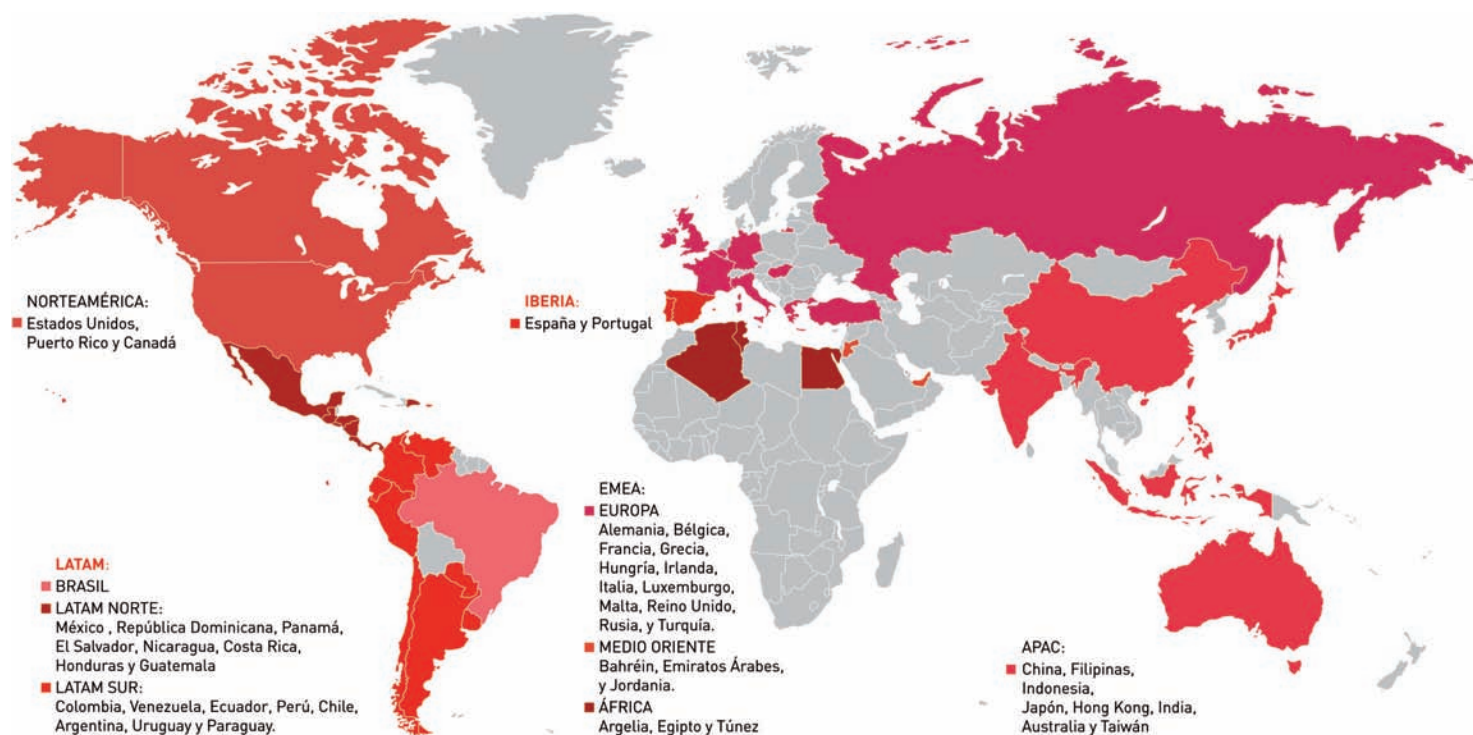 NORTEAMÉRICA:
Estados Unidos,
Puerto Rico y Canadá
IBERIA:
España y Portugal
LATAM:
BRASIL
LATAM NORTE:
México , República Dominicana, Panamá,
El Salvador, Nicaragua, Costa Rica,
Honduras y Guatemala
LATAM SUR:
Colombia, Venezuela, Ecuador, Perú, Chile,
Argentina, Uruguay y Paraguay.
EMEA:
EUROPA
Alemania, Bélgica,
Francia, Grecia,
Hungría, Irlanda,
Italia, Luxemburgo,
Malta, Reino Unido,
Rusia, y Turquía.
MEDIO ORIENTE
Bahréin, Emiratos Árabes,
y Jordania.
ÁFRICA
Argelia, Egipto y Túnez
APAC:
China, Filipinas,
Indonesia,
Japón, Hong Kong, India,
Australia y Taiwán